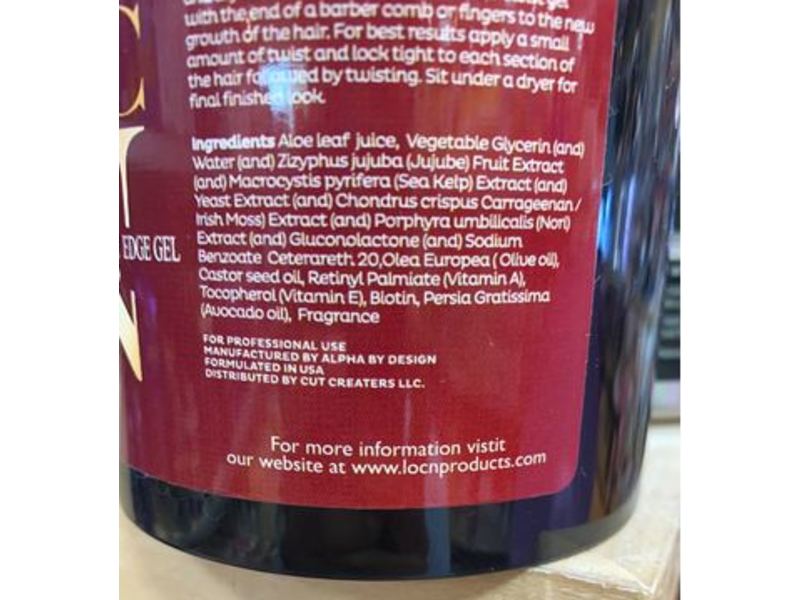 with the end of a barber comb or fingers to the new
growth of the hair. For best results apply a small
amount of twist and lock tight to each section of
the hair followed by twisting. Sit under a dryer for
final finished look.
Ingredients Aloe leaf juice, Vegetable Glycerin (and)
Water (and) Zizyphus jujuba (Jujube) Fruit Extract
(and) Macrocystis pyrifera (Sea Kelp) Extract (and)
Yeast Extract (and) Chondrus crispus Carrageenan /
Irish Moss) Extract (and) Porphyra umbilicalis (Nori)
Extract (and) Gluconolactone (and) Sodium
Benzoate Ceterareth 20,Olea Europea ( Olive oil),
Castor seed oil, Retinyl Palmiate (Vitamin A),
Tocopherol (Vitamin E), Biotin, Persia Gratissima
(Avocado oil), Fragrance
EDGE GEL
FOR PROFESSIONAL USE
MANUFACTURED BY ALPHA BY DESIGN
FORMULATED IN USA
DISTRIBUTED BY CUT CREATERS LLC.
For more information vistit
our website at www.locnproducts.com